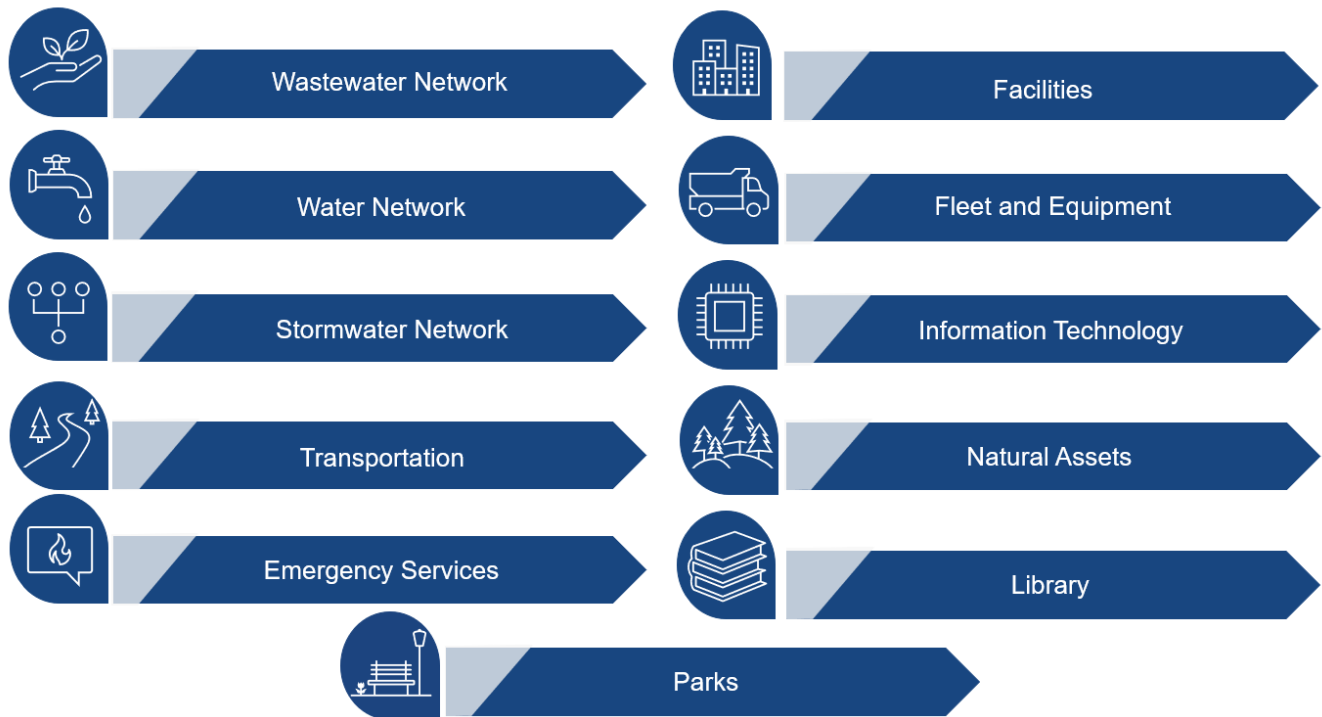 Wastewater Network
Water Network
Stormwater Network
Transportation
Emergency Services
Facilities
Fleet and Equipment
Information Technology
Natural Assets
Library
Parks